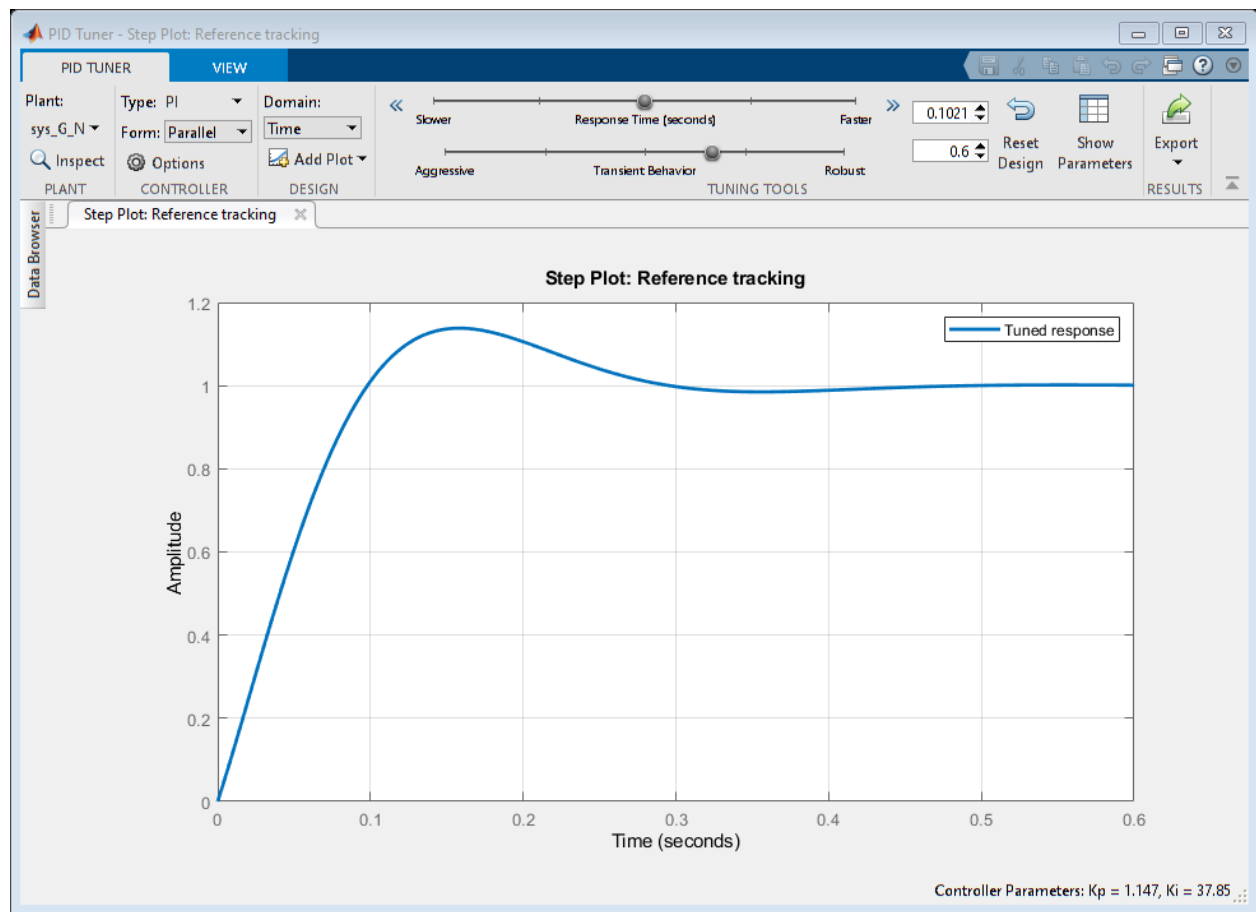 PID Tuner - Step Plot: Reference tracking
PID TUNER VIEW
Plant: Type: PI Domain:
sys_G_N Form: Parallel Time
Inspect Options Add Plot
Slower Response Time (seconds) Faster 0.1021
Aggressive Transient Behavior Robust 0.6
Reset Design Show Parameters Export
PLANT CONTROLLER DESIGN TUNING TOOLS RESULTS
Data Browser
Step Plot: Reference tracking
Step Plot: Reference tracking
Tuned response
Amplitude
1.2
1
0.8
0.6
0.4
0.2
0
0 0.1 0.2 0.3 0.4 0.5 0.6
Time (seconds)
Controller Parameters: Kp = 1.147, Ki = 37.85